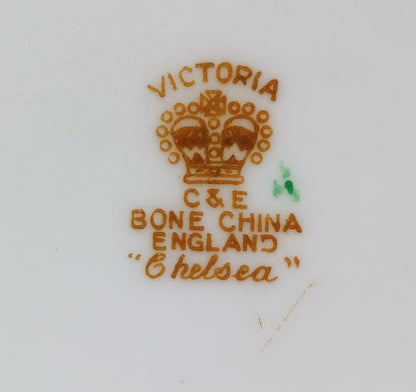 VICTORIA
C & E
BONE CHINA
ENGLAND
"Chelsea"